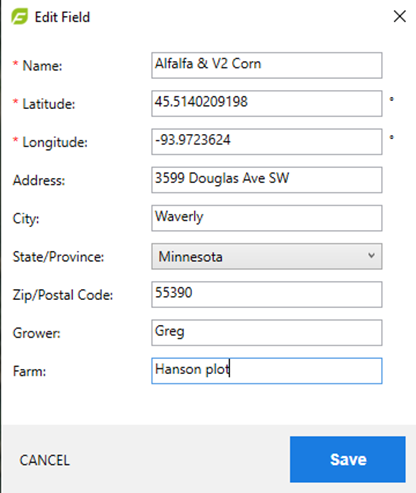 Edit Field
* Name: Alfalfa & V2 Corn
* Latitude: 45.5140209198 °
* Longitude: -93.9723624 °
Address: 3599 Douglas Ave SW
City: Waverly
State/Province: Minnesota
Zip/Postal Code: 55390
Grower: Greg
Farm: Hanson plot
CANCEL Save